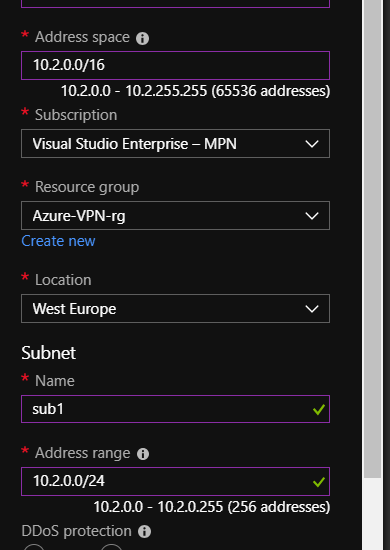 * Address space
10.2.0.0/16
10.2.0.0 - 10.2.255.255 (65536 addresses)
* Subscription
Visual Studio Enterprise – MPN
* Resource group
Azure-VPN-rg
Create new
* Location
West Europe
Subnet
* Name
sub1
* Address range
10.2.0.0/24
10.2.0.0 - 10.2.0.255 (256 addresses)
DDoS protection